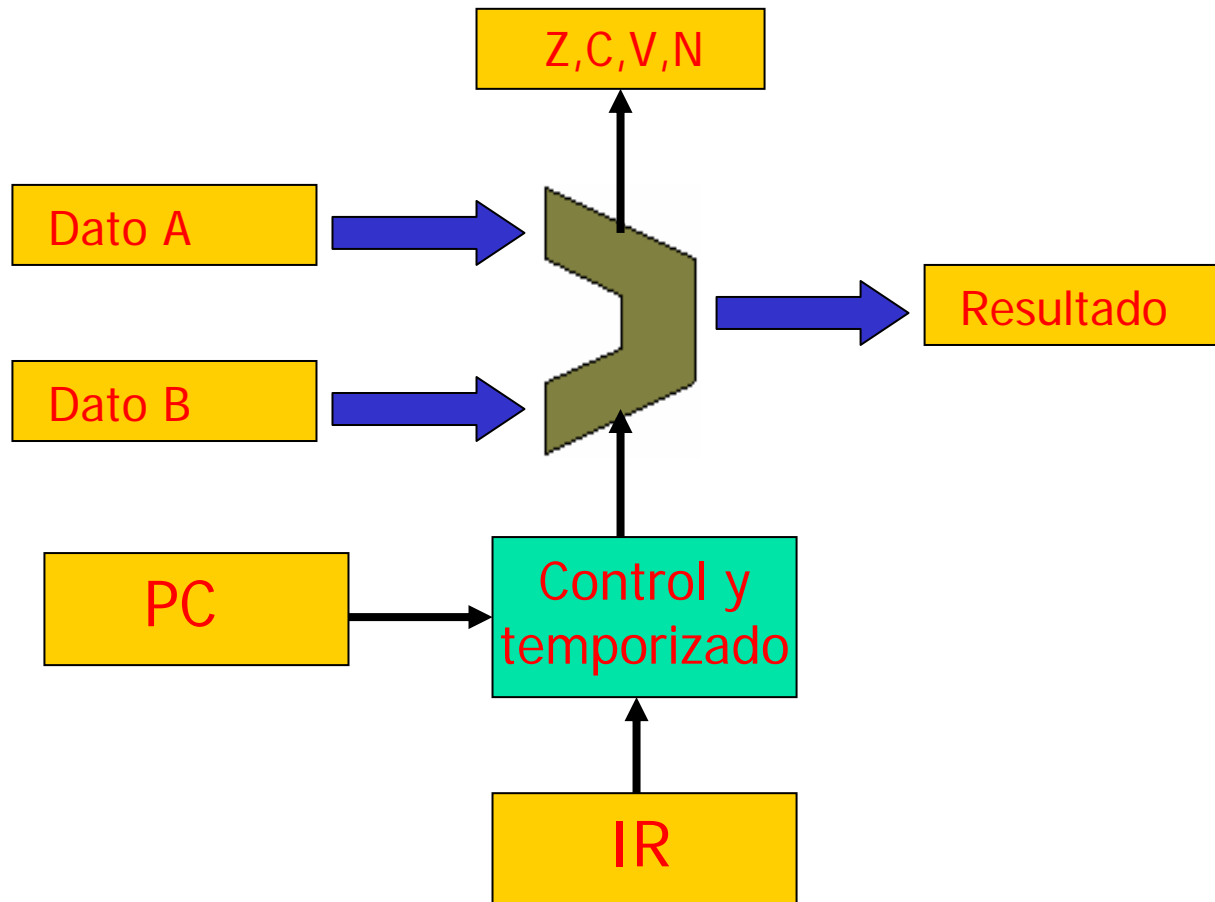 Z,C,V,N
Dato A
Dato B
Resultado
PC
Control y
temporizado
IR